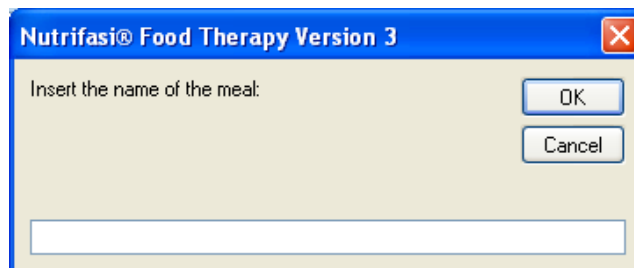 Nutrifasi® Food Therapy Version 3
Insert the name of the meal:
OK
Cancel